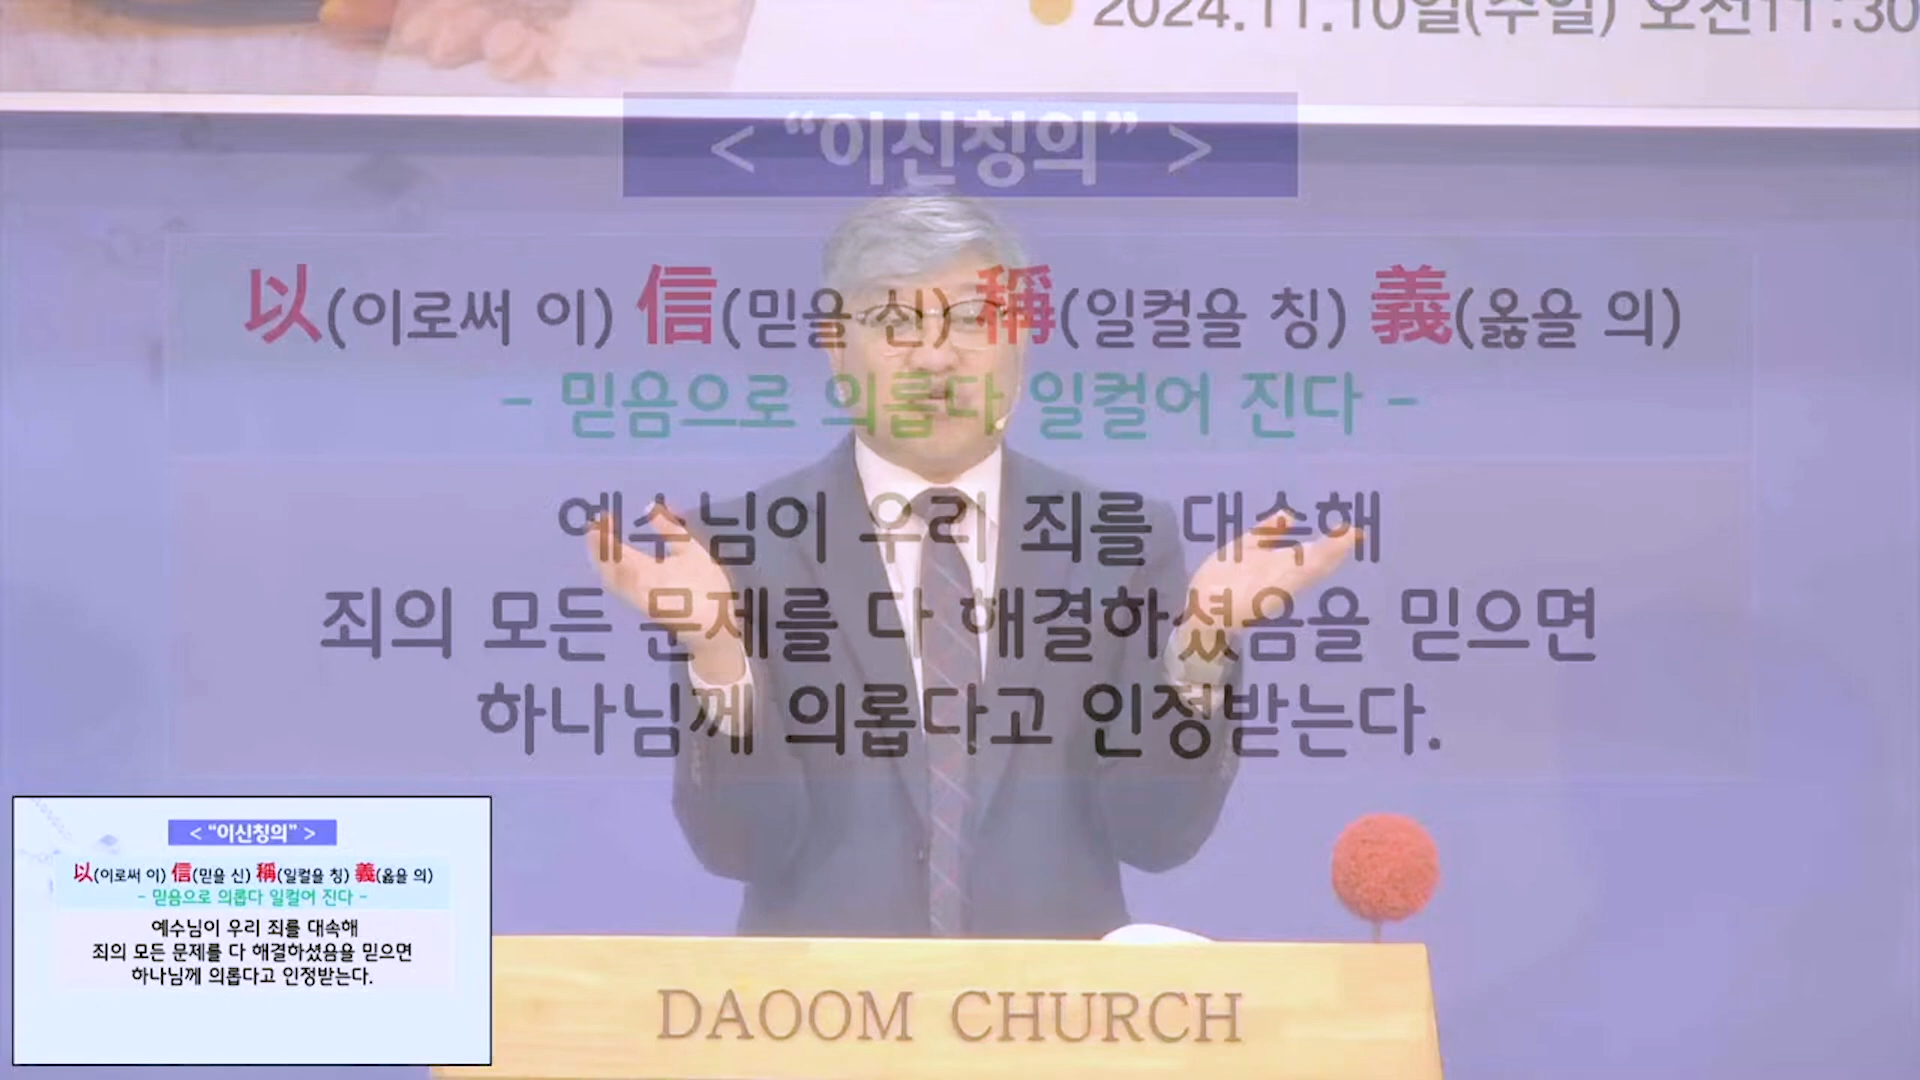 2024.11.10일(주일) 오전11:30
< “이신칭의” >
以(이로써 이) 信(믿을 신) 稱(일컬을 칭) 義(옳을 의)
- 믿음으로 의롭다 일컬어 진다 -
예수님이 우리 죄를 대속해
죄의 모든 문제를 다 해결하셨음을 믿으면
하나님께 의롭다고 인정받는다.
< “이신칭의” >
以(이로써 이) 信(믿을 신) 稱(일컬을 칭) 義(옳을 의)
- 믿음으로 의롭다 일컬어 진다 -
예수님이 우리 죄를 대속해
죄의 모든 문제를 다 해결하셨음을 믿으면
하나님께 의롭다고 인정받는다.
DAOOM CHURCH